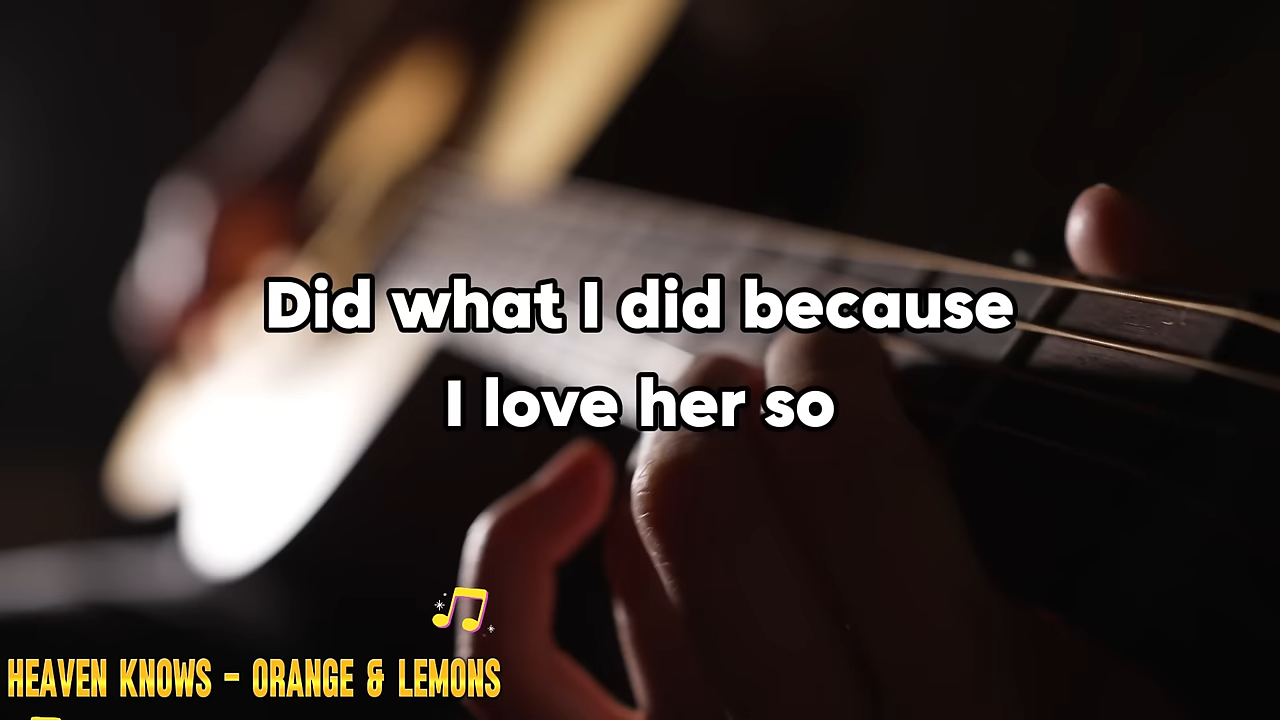 Did what I did because
I love her so
HEAVEN KNOWS - ORANGE & LEMONS